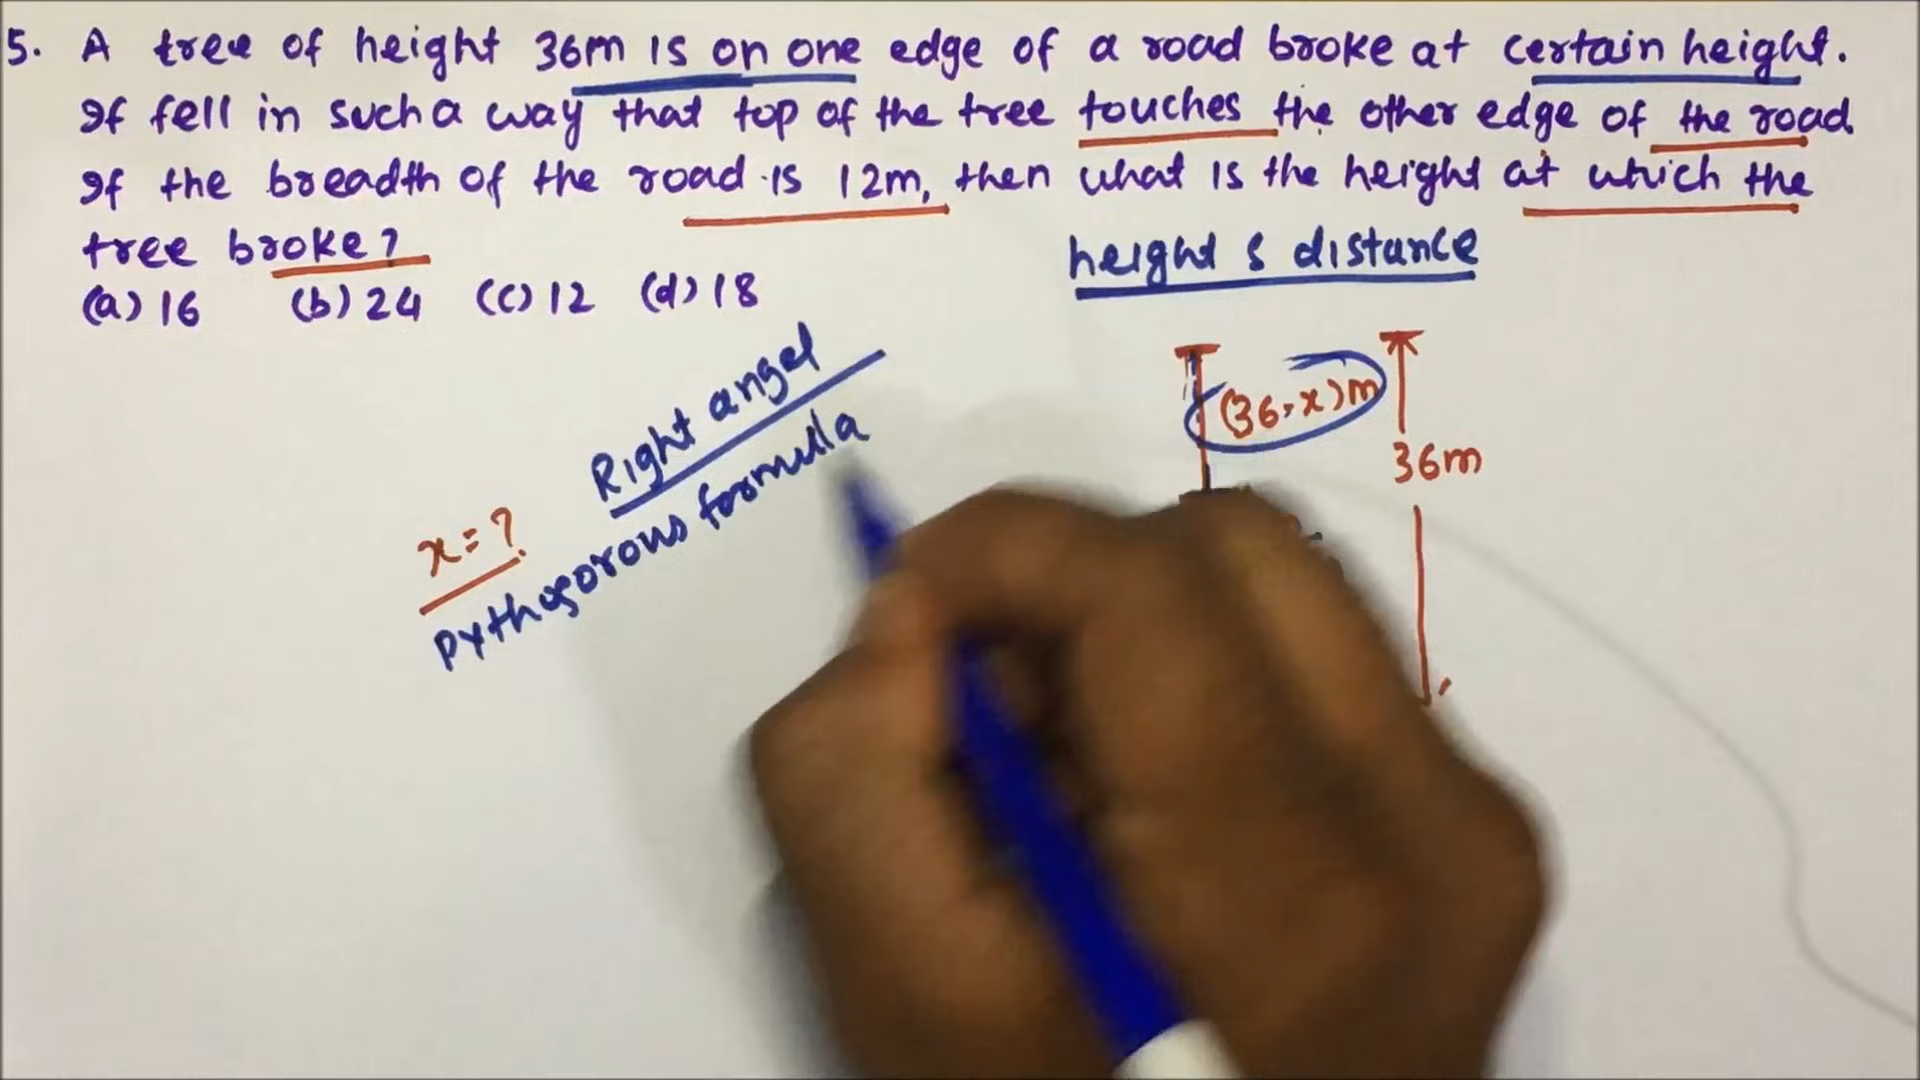 5. A tree of height 36m is on one edge of a road broke at certain height.
If fell in such a way that top of the tree touches the other edge of the road
If the breadth of the road is 12m, then what is the height at which the
tree broke?
(a) 16 (b) 24 (c) 12 (d) 18
height & distance
(36-x)m
36m
Right angel
x=?
Pythogorous formula